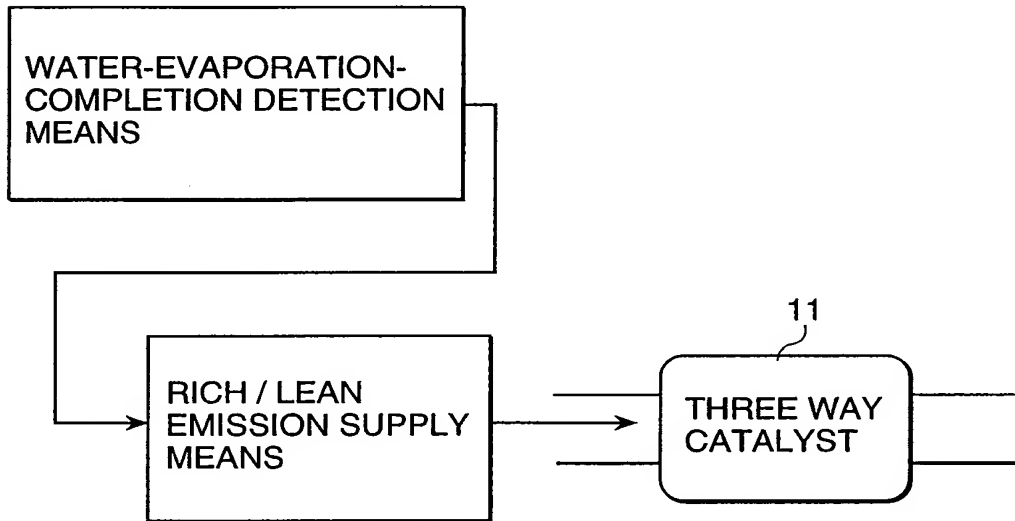 WATER-EVAPORATION-
COMPLETION DETECTION
MEANS
11
RICH / LEAN
EMISSION SUPPLY
MEANS
THREE WAY
CATALYST